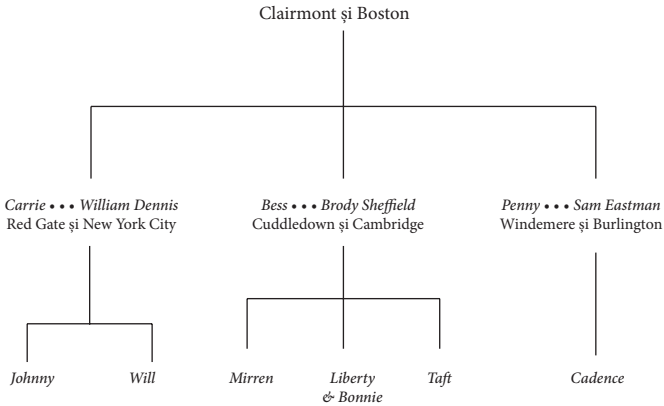 Clairmont și Boston
Carrie • • • William Dennis
Red Gate și New York City
Bess • • • Brody Sheffield
Cuddledown și Cambridge
Penny • • • Sam Eastman
Windemere și Burlington
Johnny
Will
Mirren
Liberty
& Bonnie
Taft
Cadence